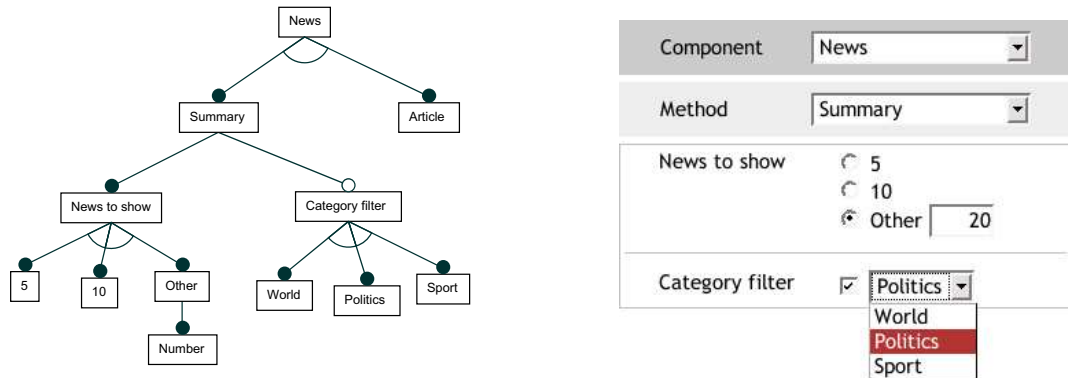 News
Summary
Article
News to show
Category filter
5
10
Other
World
Politics
Sport
Number
Component News
Method Summary
News to show 5
10
Other 20
Category filter Politics
World
Politics
Sport